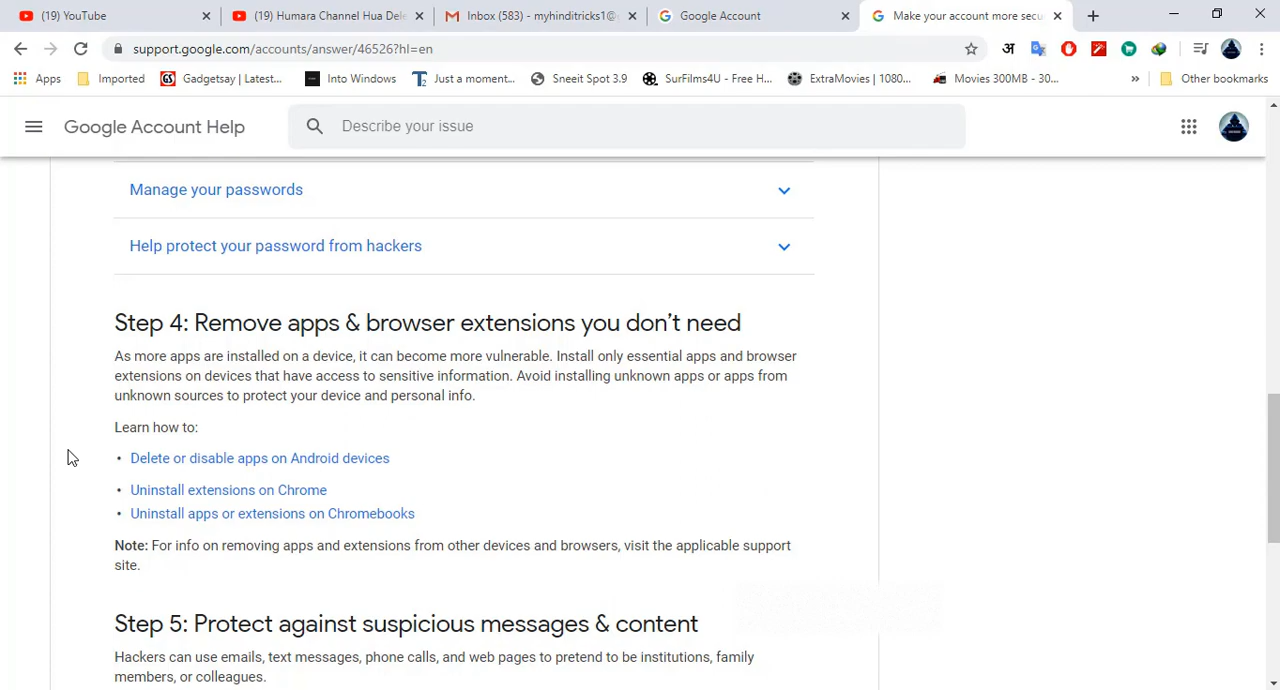 (19) YouTube
(19) Humara Channel Hua Del
Inbox (583) - myhinditricks1@
Google Account
Make your account more secu
support.google.com/accounts/answer/46526?hl=en
Apps
Imported
GS Gadgetsay | Latest...
Into Windows
Just a moment...
Sneeit Spot 3.9
SurFilms4U - Free H...
ExtraMovies | 1080...
Movies 300MB - 30...
»
Other bookmarks
Google Account Help
Describe your issue
Manage your passwords
Help protect your password from hackers
Step 4: Remove apps & browser extensions you don’t need
As more apps are installed on a device, it can become more vulnerable. Install only essential apps and browser
extensions on devices that have access to sensitive information. Avoid installing unknown apps or apps from
unknown sources to protect your device and personal info.
Learn how to:
• Delete or disable apps on Android devices
• Uninstall extensions on Chrome
• Uninstall apps or extensions on Chromebooks
Note: For info on removing apps and extensions from other devices and browsers, visit the applicable support
site.
Step 5: Protect against suspicious messages & content
Hackers can use emails, text messages, phone calls, and web pages to pretend to be institutions, family
members, or colleagues.